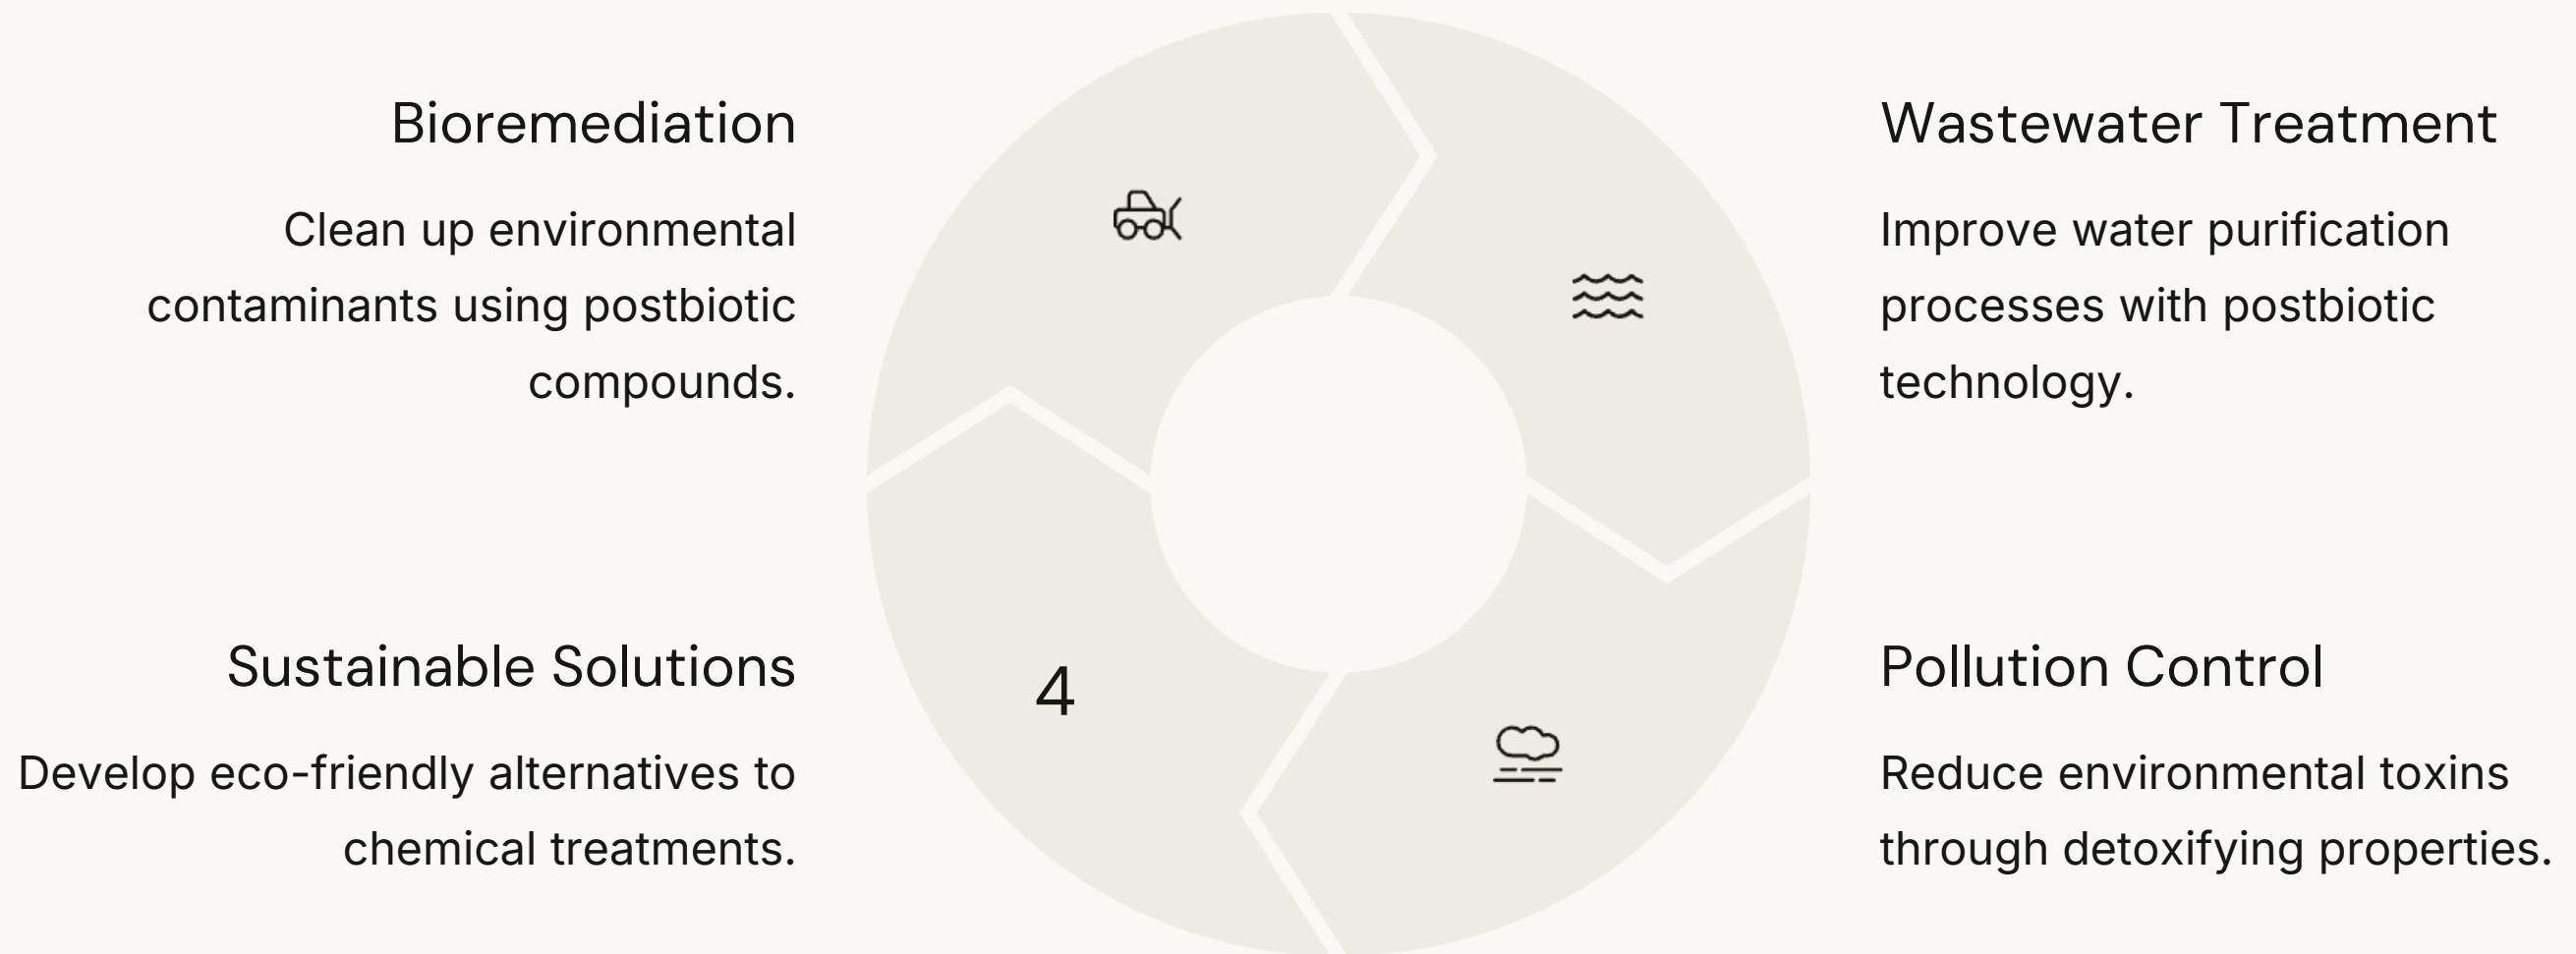 Bioremediation
Clean up environmental
contaminants using postbiotic
compounds.
Wastewater Treatment
Improve water purification
processes with postbiotic
technology.
Sustainable Solutions
Develop eco-friendly alternatives to
chemical treatments.
4
Pollution Control
Reduce environmental toxins
through detoxifying properties.